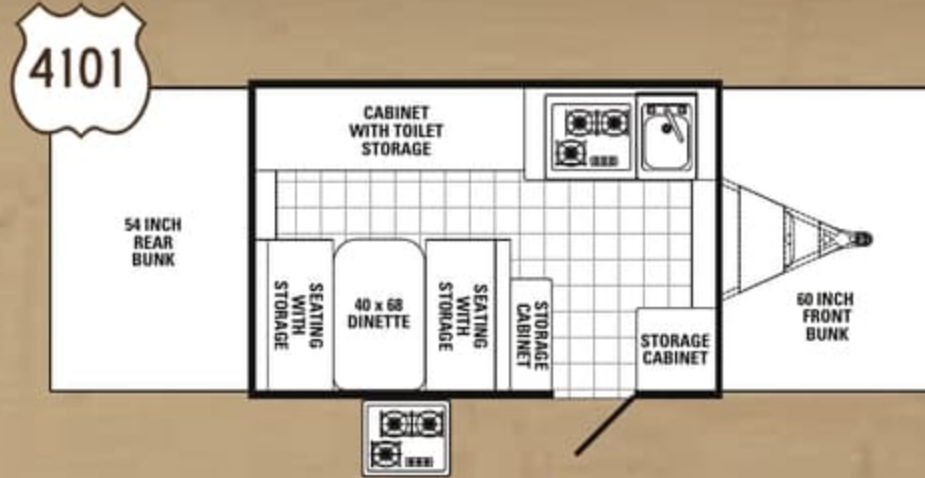 4101
CABINET
WITH TOILET
STORAGE
54 INCH
REAR
BUNK
SEATING
WITH
STORAGE
40 x 68
DINETTE
SEATING
WITH
STORAGE
STORAGE
CABINET
STORAGE
CABINET
60 INCH
FRONT
BUNK